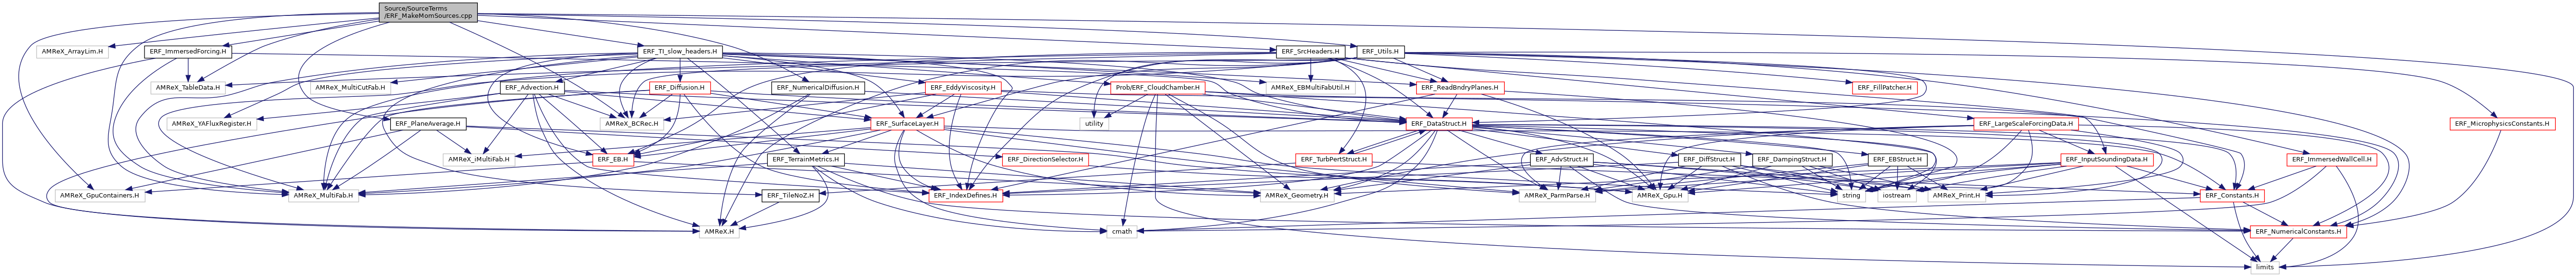 Source/SourceTerms
/ERF_MakeMomSources.cpp
AMReX_ArrayLim.H
ERF_ImmersedForcing.H
ERF_TI_slow_headers.H
ERF_SrcHeaders.H
ERF_Utils.H
AMReX_TableData.H
AMReX_MultiCutFab.H
ERF_Advection.H
ERF_Diffusion.H
ERF_NumericalDiffusion.H
ERF_EddyViscosity.H
Prob/ERF_CloudChamber.H
AMReX_EBMultiFabUtil.H
ERF_ReadBndryPlanes.H
ERF_FillPatcher.H
AMReX_YAFluxRegister.H
ERF_PlaneAverage.H
AMReX_BCRec.H
ERF_SurfaceLayer.H
utility
ERF_DataStruct.H
ERF_LargeScaleForcingData.H
ERF_MicrophysicsConstants.H
AMReX_iMultiFab.H
ERF_EB.H
ERF_TerrainMetrics.H
ERF_DirectionSelector.H
ERF_TurbPertStruct.H
ERF_AdvStruct.H
ERF_DiffStruct.H
ERF_DampingStruct.H
ERF_EBStruct.H
ERF_InputSoundingData.H
ERF_ImmersedWallCell.H
AMReX_GpuContainers.H
AMReX_MultiFab.H
ERF_TileNoZ.H
ERF_IndexDefines.H
AMReX_Geometry.H
AMReX_ParmParse.H
AMReX_Gpu.H
string
iostream
AMReX_Print.H
ERF_Constants.H
AMReX.H
cmath
ERF_NumericalConstants.H
limits